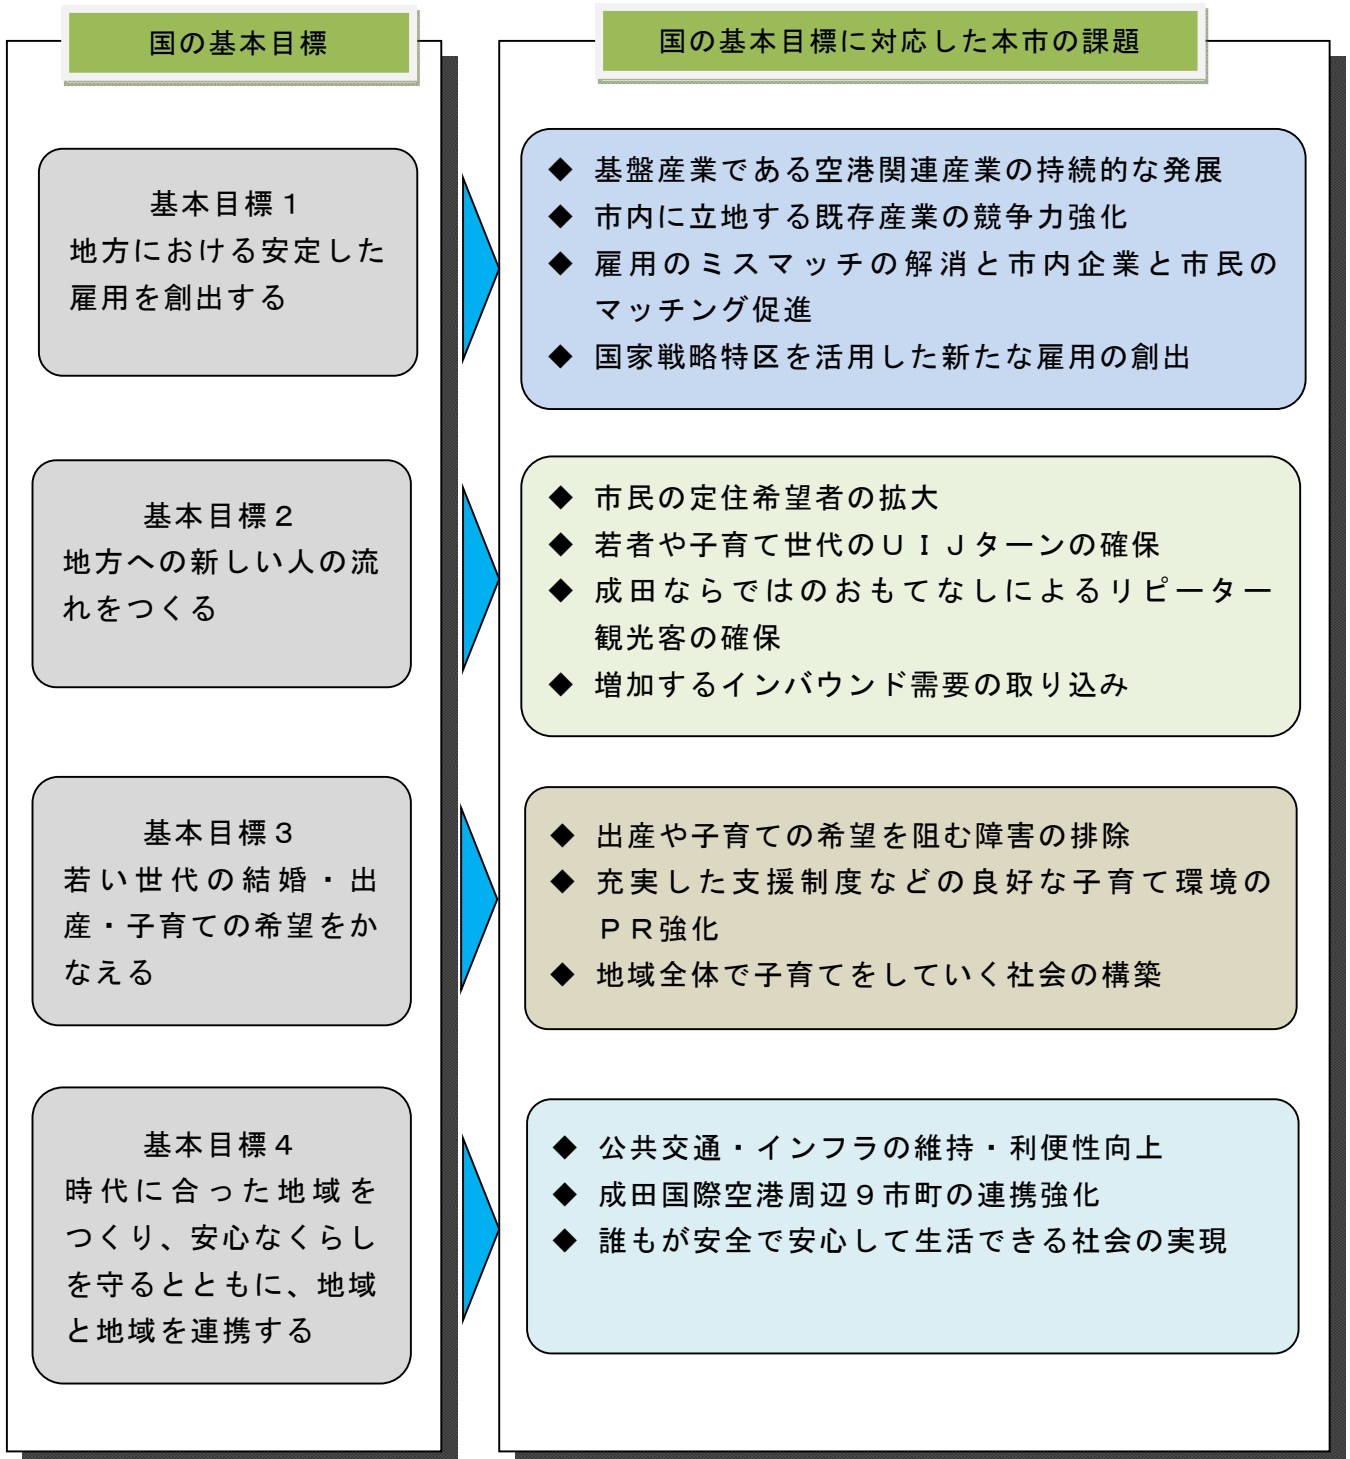 国の基本目標
国の基本目標に対応した本市の課題
基本目標１
地方における安定した
雇用を創出する
◆ 基盤産業である空港関連産業の持続的な発展
◆ 市内に立地する既存産業の競争力強化
◆ 雇用のミスマッチの解消と市内企業と市民の
マッチング促進
◆ 国家戦略特区を活用した新たな雇用の創出
基本目標２
地方への新しい人の流
れをつくる
◆ 市民の定住希望者の拡大
◆ 若者や子育て世代のＵＩＪターンの確保
◆ 成田ならではのおもてなしによるリピーター
観光客の確保
◆ 増加するインバウンド需要の取り込み
基本目標３
若い世代の結婚・出
産・子育ての希望をか
なえる
◆ 出産や子育ての希望を阻む障害の排除
◆ 充実した支援制度などの良好な子育て環境の
ＰＲ強化
◆ 地域全体で子育てをしていく社会の構築
基本目標４
時代に合った地域を
つくり、安心なくらし
を守るとともに、地域
と地域を連携する
◆ 公共交通・インフラの維持・利便性向上
◆ 成田国際空港周辺９市町の連携強化
◆ 誰もが安全で安心して生活できる社会の実現